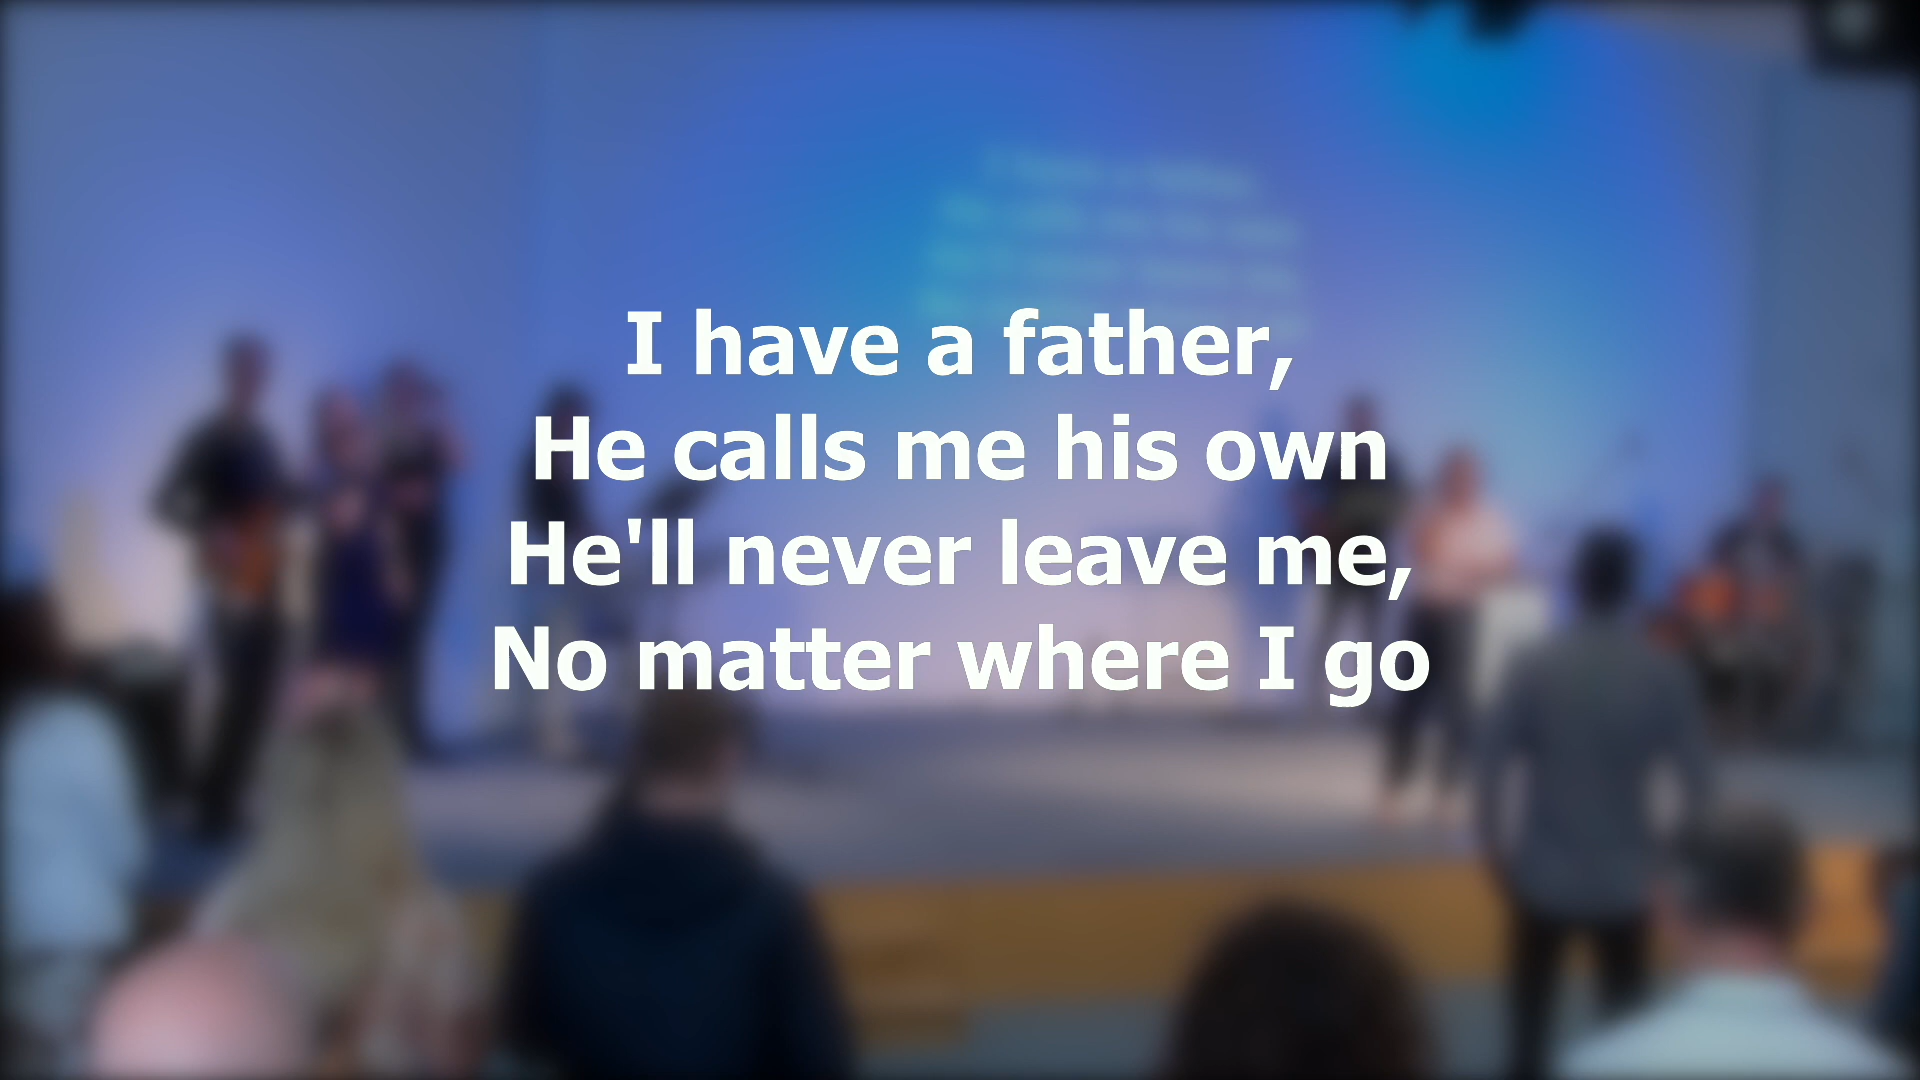 I have a father,
He calls me his own
He'll never leave me,
No matter where I go